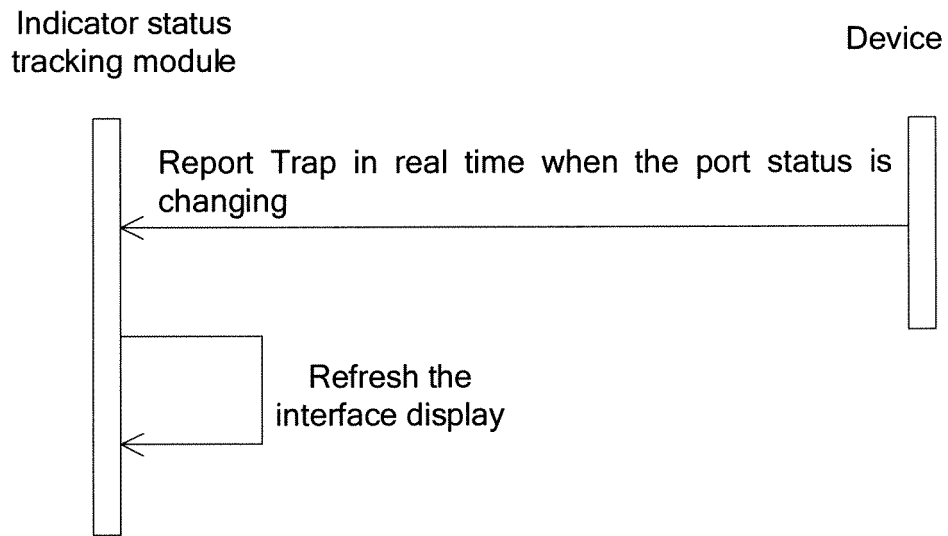 Indicator status
tracking module
Device
Report Trap in real time when the port status is
changing
Refresh the
interface display